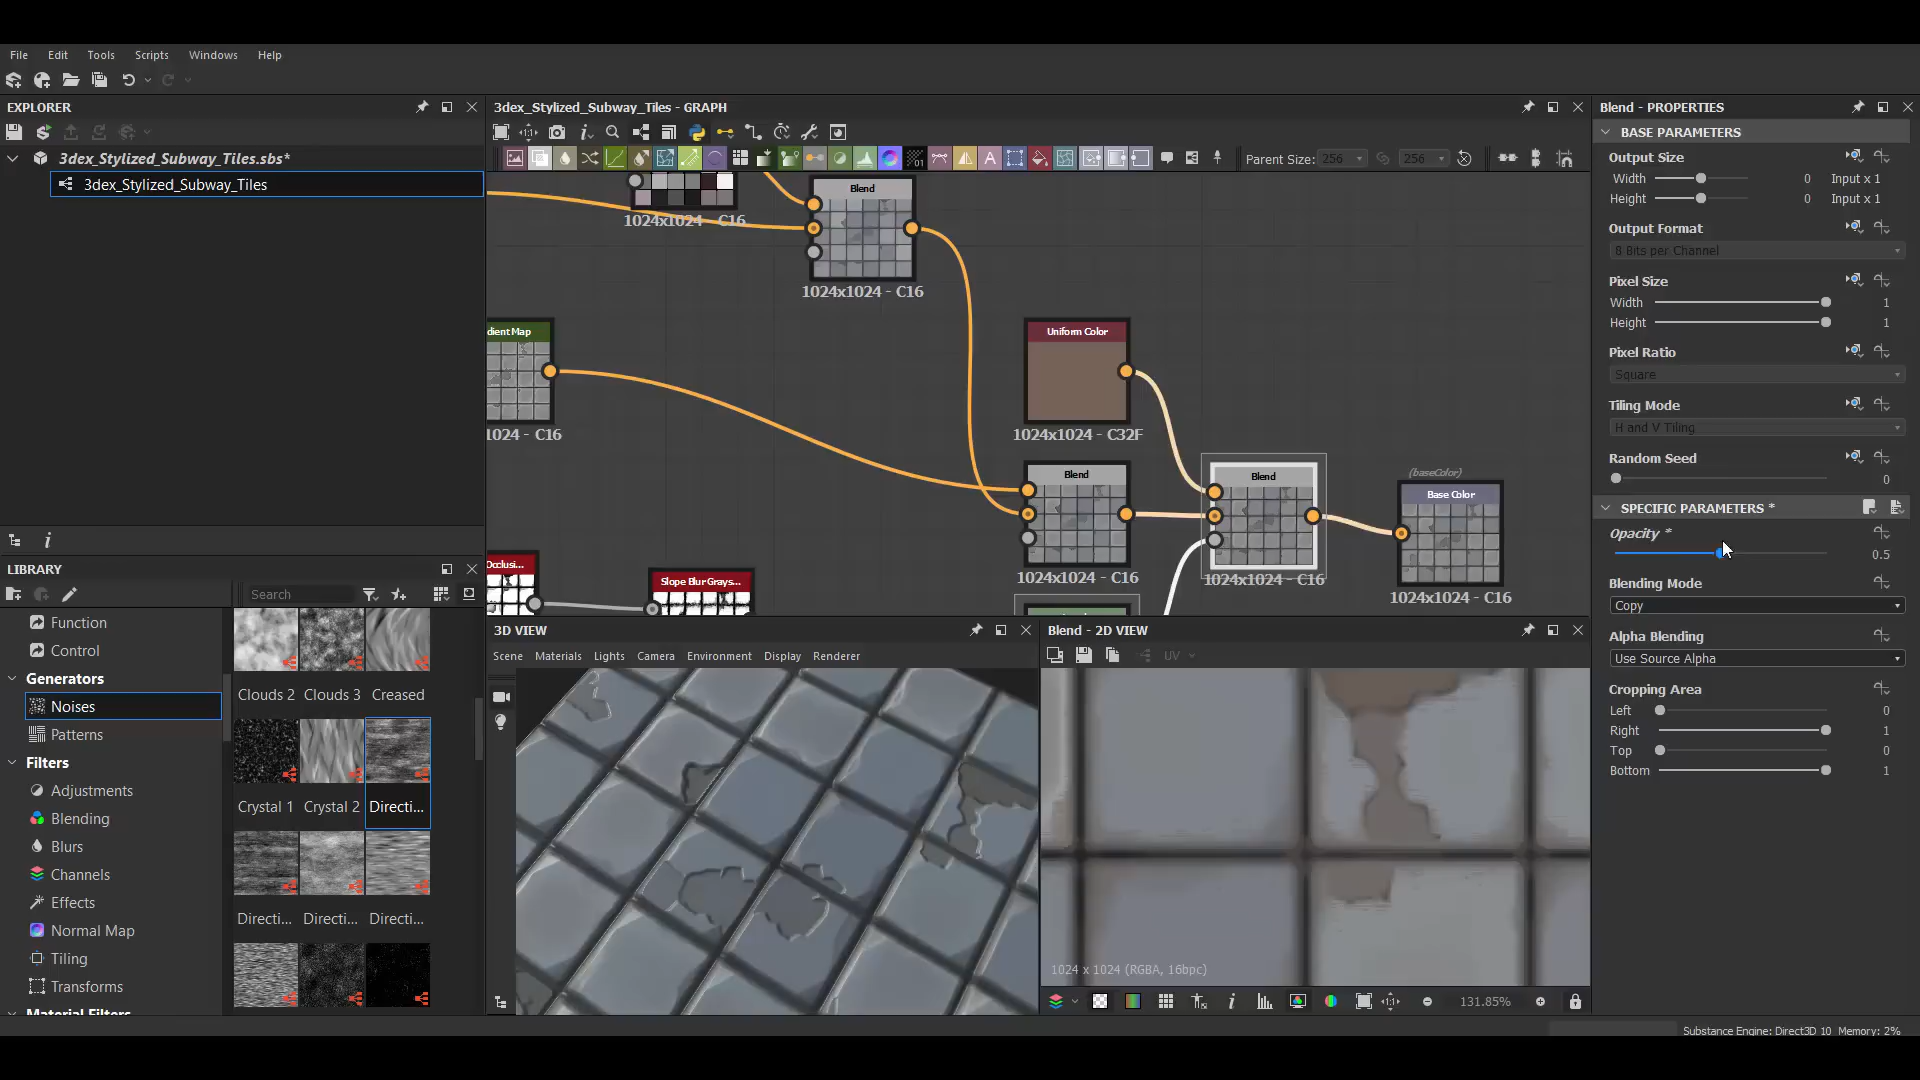 File Edit Tools Scripts Windows Help
EXPLORER
3dex_Stylized_Subway_Tiles.sbs*
3dex_Stylized_Subway_Tiles
LIBRARY
Search
Function
Control
Generators
Noises
Patterns
Filters
Adjustments
Blending
Blurs
Channels
Effects
Normal Map
Tiling
Transforms
Material Filters
Clouds 2 Clouds 3 Creased
Crystal 1 Crystal 2 Directi...
Directi... Directi... Directi...
3dex_Stylized_Subway_Tiles - GRAPH
Parent Size: 256 256
1024x1024 - C16
Blend
1024x1024 - C16
dient Map
1024 - C16
Uniform Color
1024x1024 - C32F
Blend
1024x1024 - C16
Blend
1024x1024 - C16
(baseColor)
Base Color
1024x1024 - C16
Occlusi...
Slope Blur Grays...
3D VIEW
Scene Materials Lights Camera Environment Display Renderer
Blend - 2D VIEW
UV
1024 x 1024 (RGBA, 16bpc)
131.85%
Blend - PROPERTIES
BASE PARAMETERS
Output Size
Width 0 Input x 1
Height 0 Input x 1
Output Format
8 Bits per Channel
Pixel Size
Width 1
Height 1
Pixel Ratio
Square
Tiling Mode
H and V Tiling
Random Seed
0
SPECIFIC PARAMETERS *
Opacity *
0.5
Blending Mode
Copy
Alpha Blending
Use Source Alpha
Cropping Area
Left 0
Right 1
Top 0
Bottom 1
Substance Engine: Direct3D 10 Memory: 2%